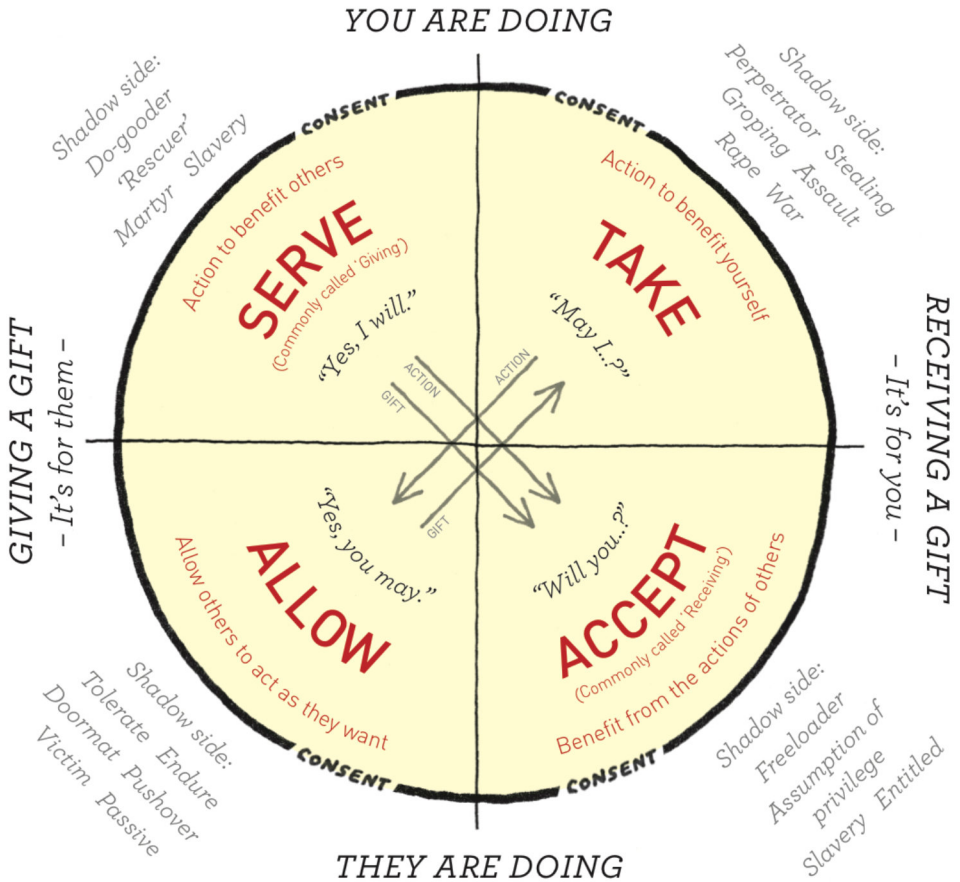 YOU ARE DOING
Shadow side:
Do-gooder
'Rescuer'
Martyr Slavery
Shadow side:
Perpetrator Stealing
Groping Assault
Rape War
CONSENT
CONSENT
Action to benefit others
SERVE
(Commonly called 'Giving')
“Yes, I will.”
Action to benefit yourself
TAKE
“May I..?”
GIVING A GIFT
– It's for them –
RECEIVING A GIFT
– It's for you –
ACTION
GIFT
ACTION
GIFT
“Yes, you may.”
ALLOW
Allow others to act as they want
“Will you..?”
ACCEPT
(Commonly called 'Receiving')
Benefit from the actions of others
CONSENT
CONSENT
Shadow side:
Tolerate Endure
Doormat Pushover
Victim Passive
Shadow side:
Freeloader
Assumption of
privilege
Slavery Entitled
THEY ARE DOING